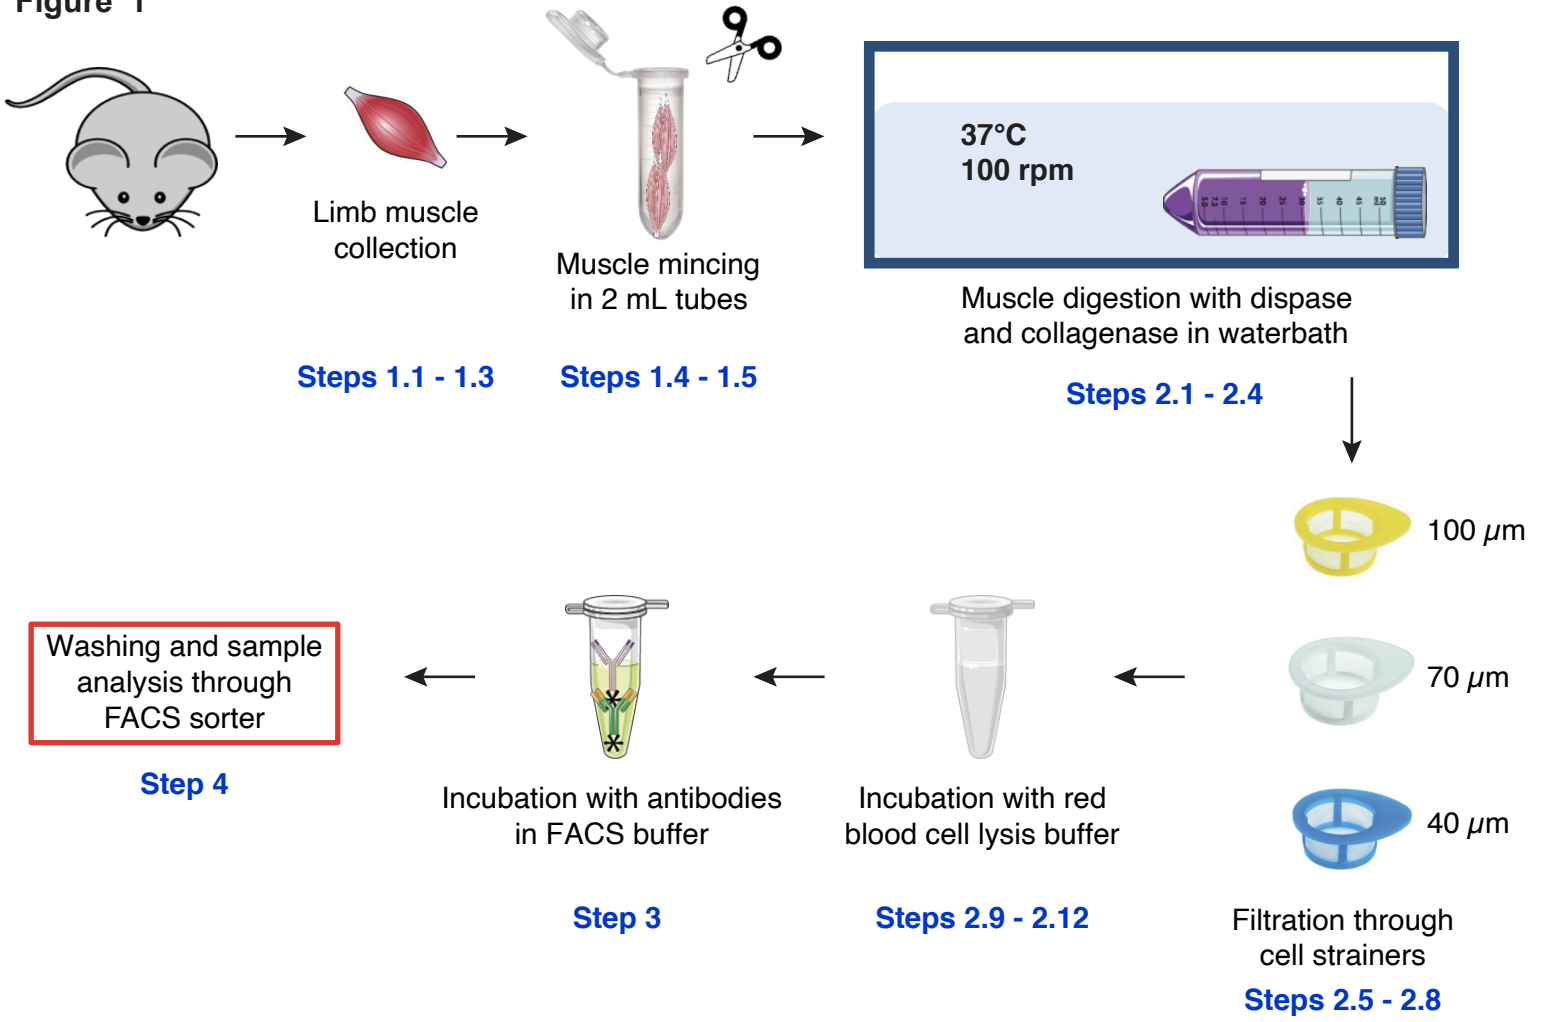 Figure 1
37°C
100 rpm
Limb muscle
collection
Muscle mincing
in 2 mL tubes
Muscle digestion with dispase
and collagenase in waterbath
Steps 1.1 - 1.3
Steps 1.4 - 1.5
Steps 2.1 - 2.4
100 µm
70 µm
40 µm
Filtration through
cell strainers
Steps 2.5 - 2.8
Incubation with red
blood cell lysis buffer
Steps 2.9 - 2.12
Incubation with antibodies
in FACS buffer
Step 3
Washing and sample
analysis through
FACS sorter
Step 4